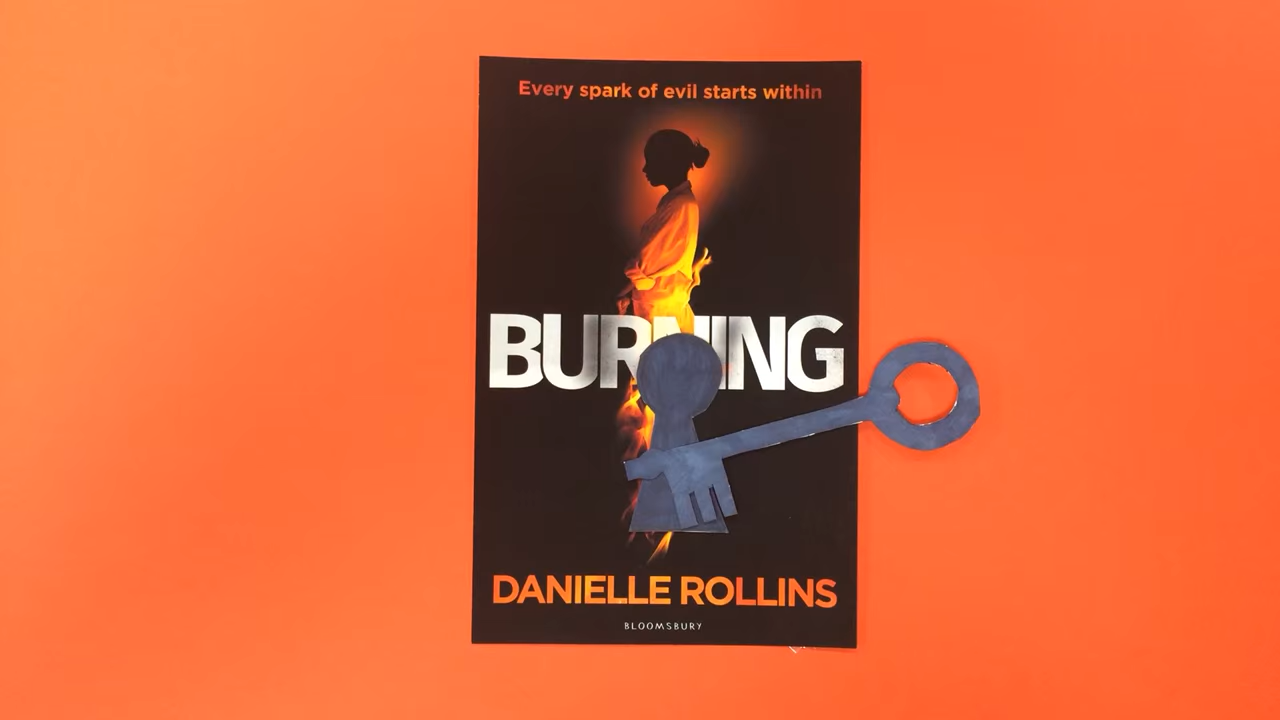 Every spark of evil starts within
BURNING
DANIELLE ROLLINS
BLOOMSBURY